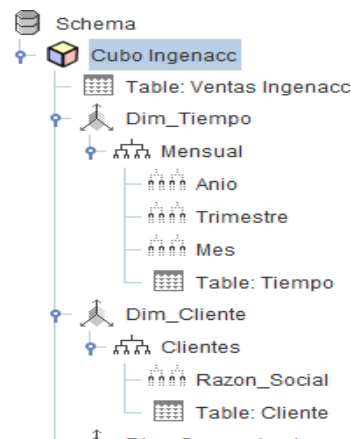 Schema
Cubo Ingenacc
Table: Ventas Ingenacc
Dim_Tiempo
Mensual
Anio
Trimestre
Mes
Table: Tiempo
Dim_Cliente
Clientes
Razon_Social
Table: Cliente